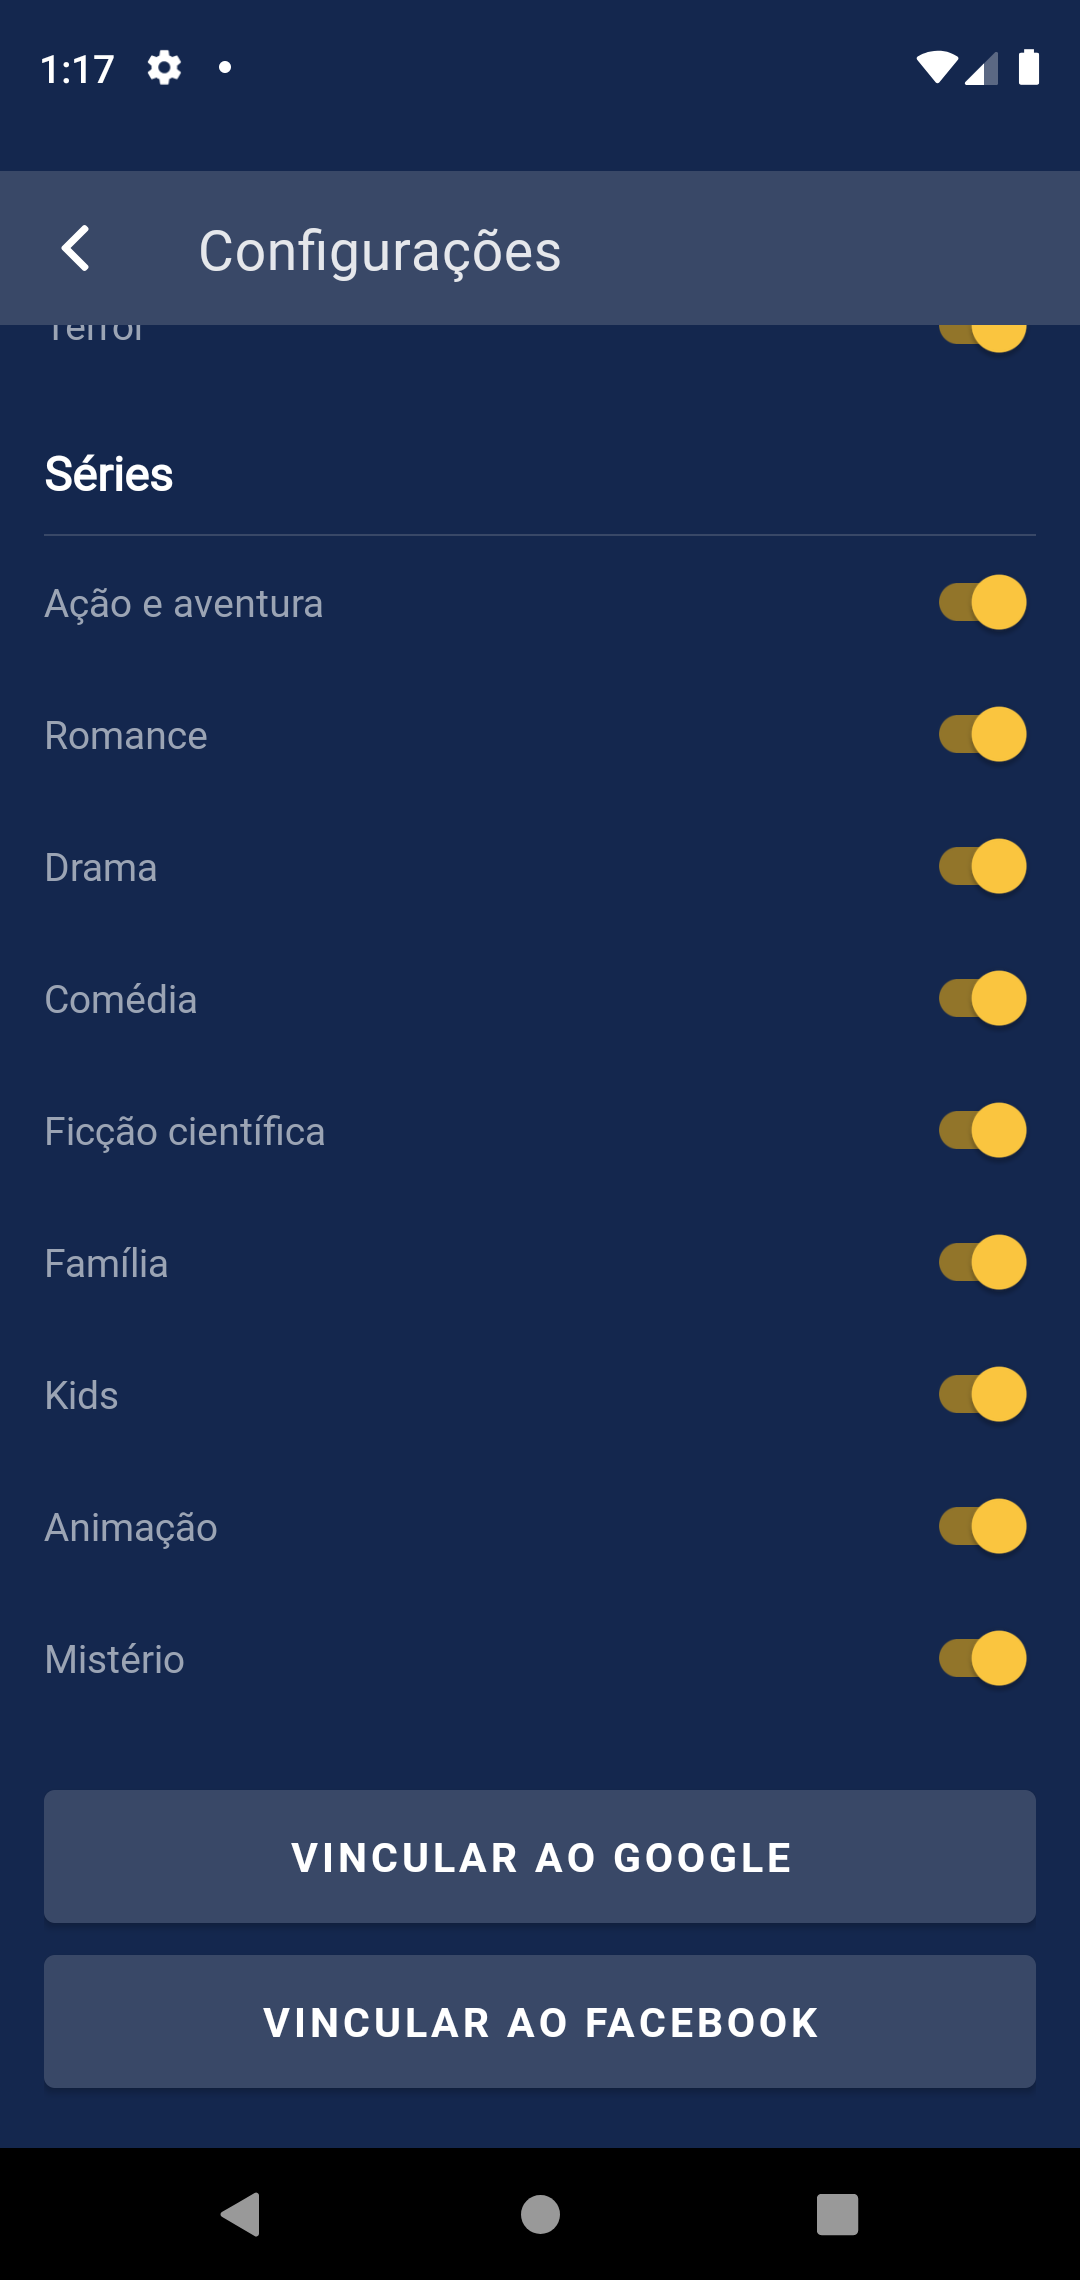 1:17
Configurações
Terror
Séries
Ação e aventura
Romance
Drama
Comédia
Ficção científica
Família
Kids
Animação
Mistério
VINCULAR AO GOOGLE
VINCULAR AO FACEBOOK